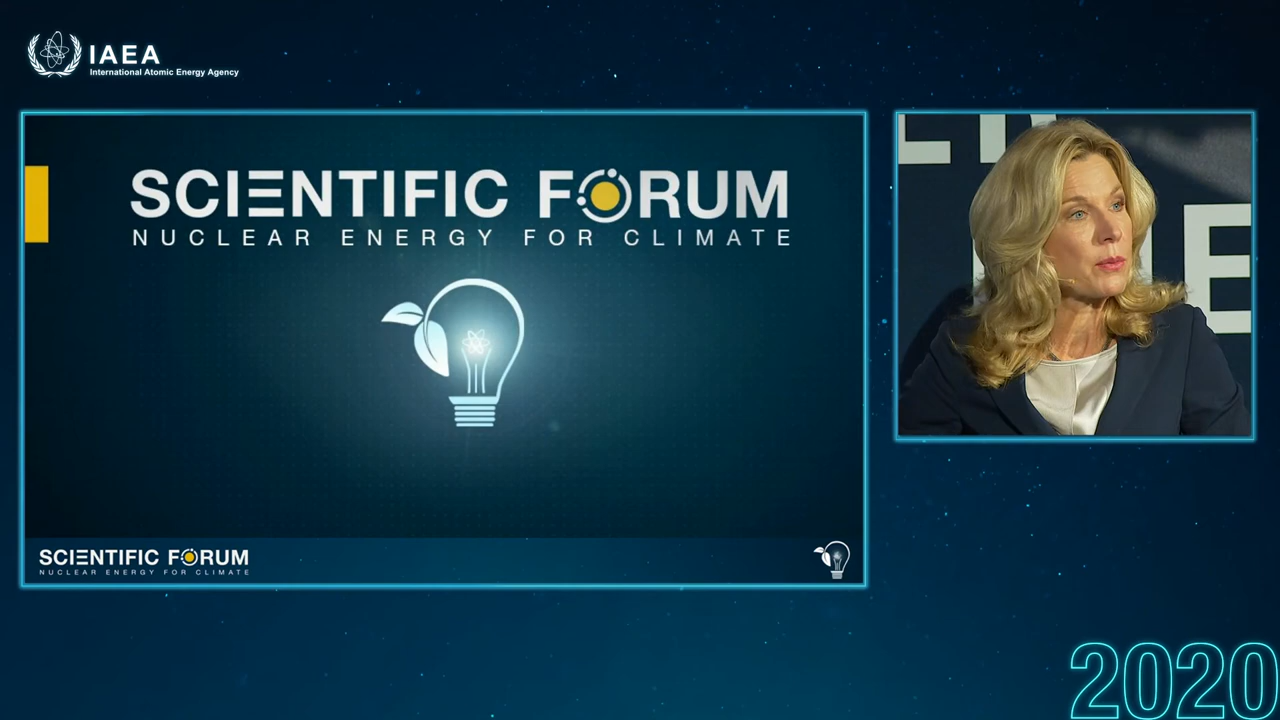 IAEA
International Atomic Energy Agency
SCIENTIFIC FORUM
NUCLEAR ENERGY FOR CLIMATE
SCIENTIFIC FORUM
NUCLEAR ENERGY FOR CLIMATE
2020